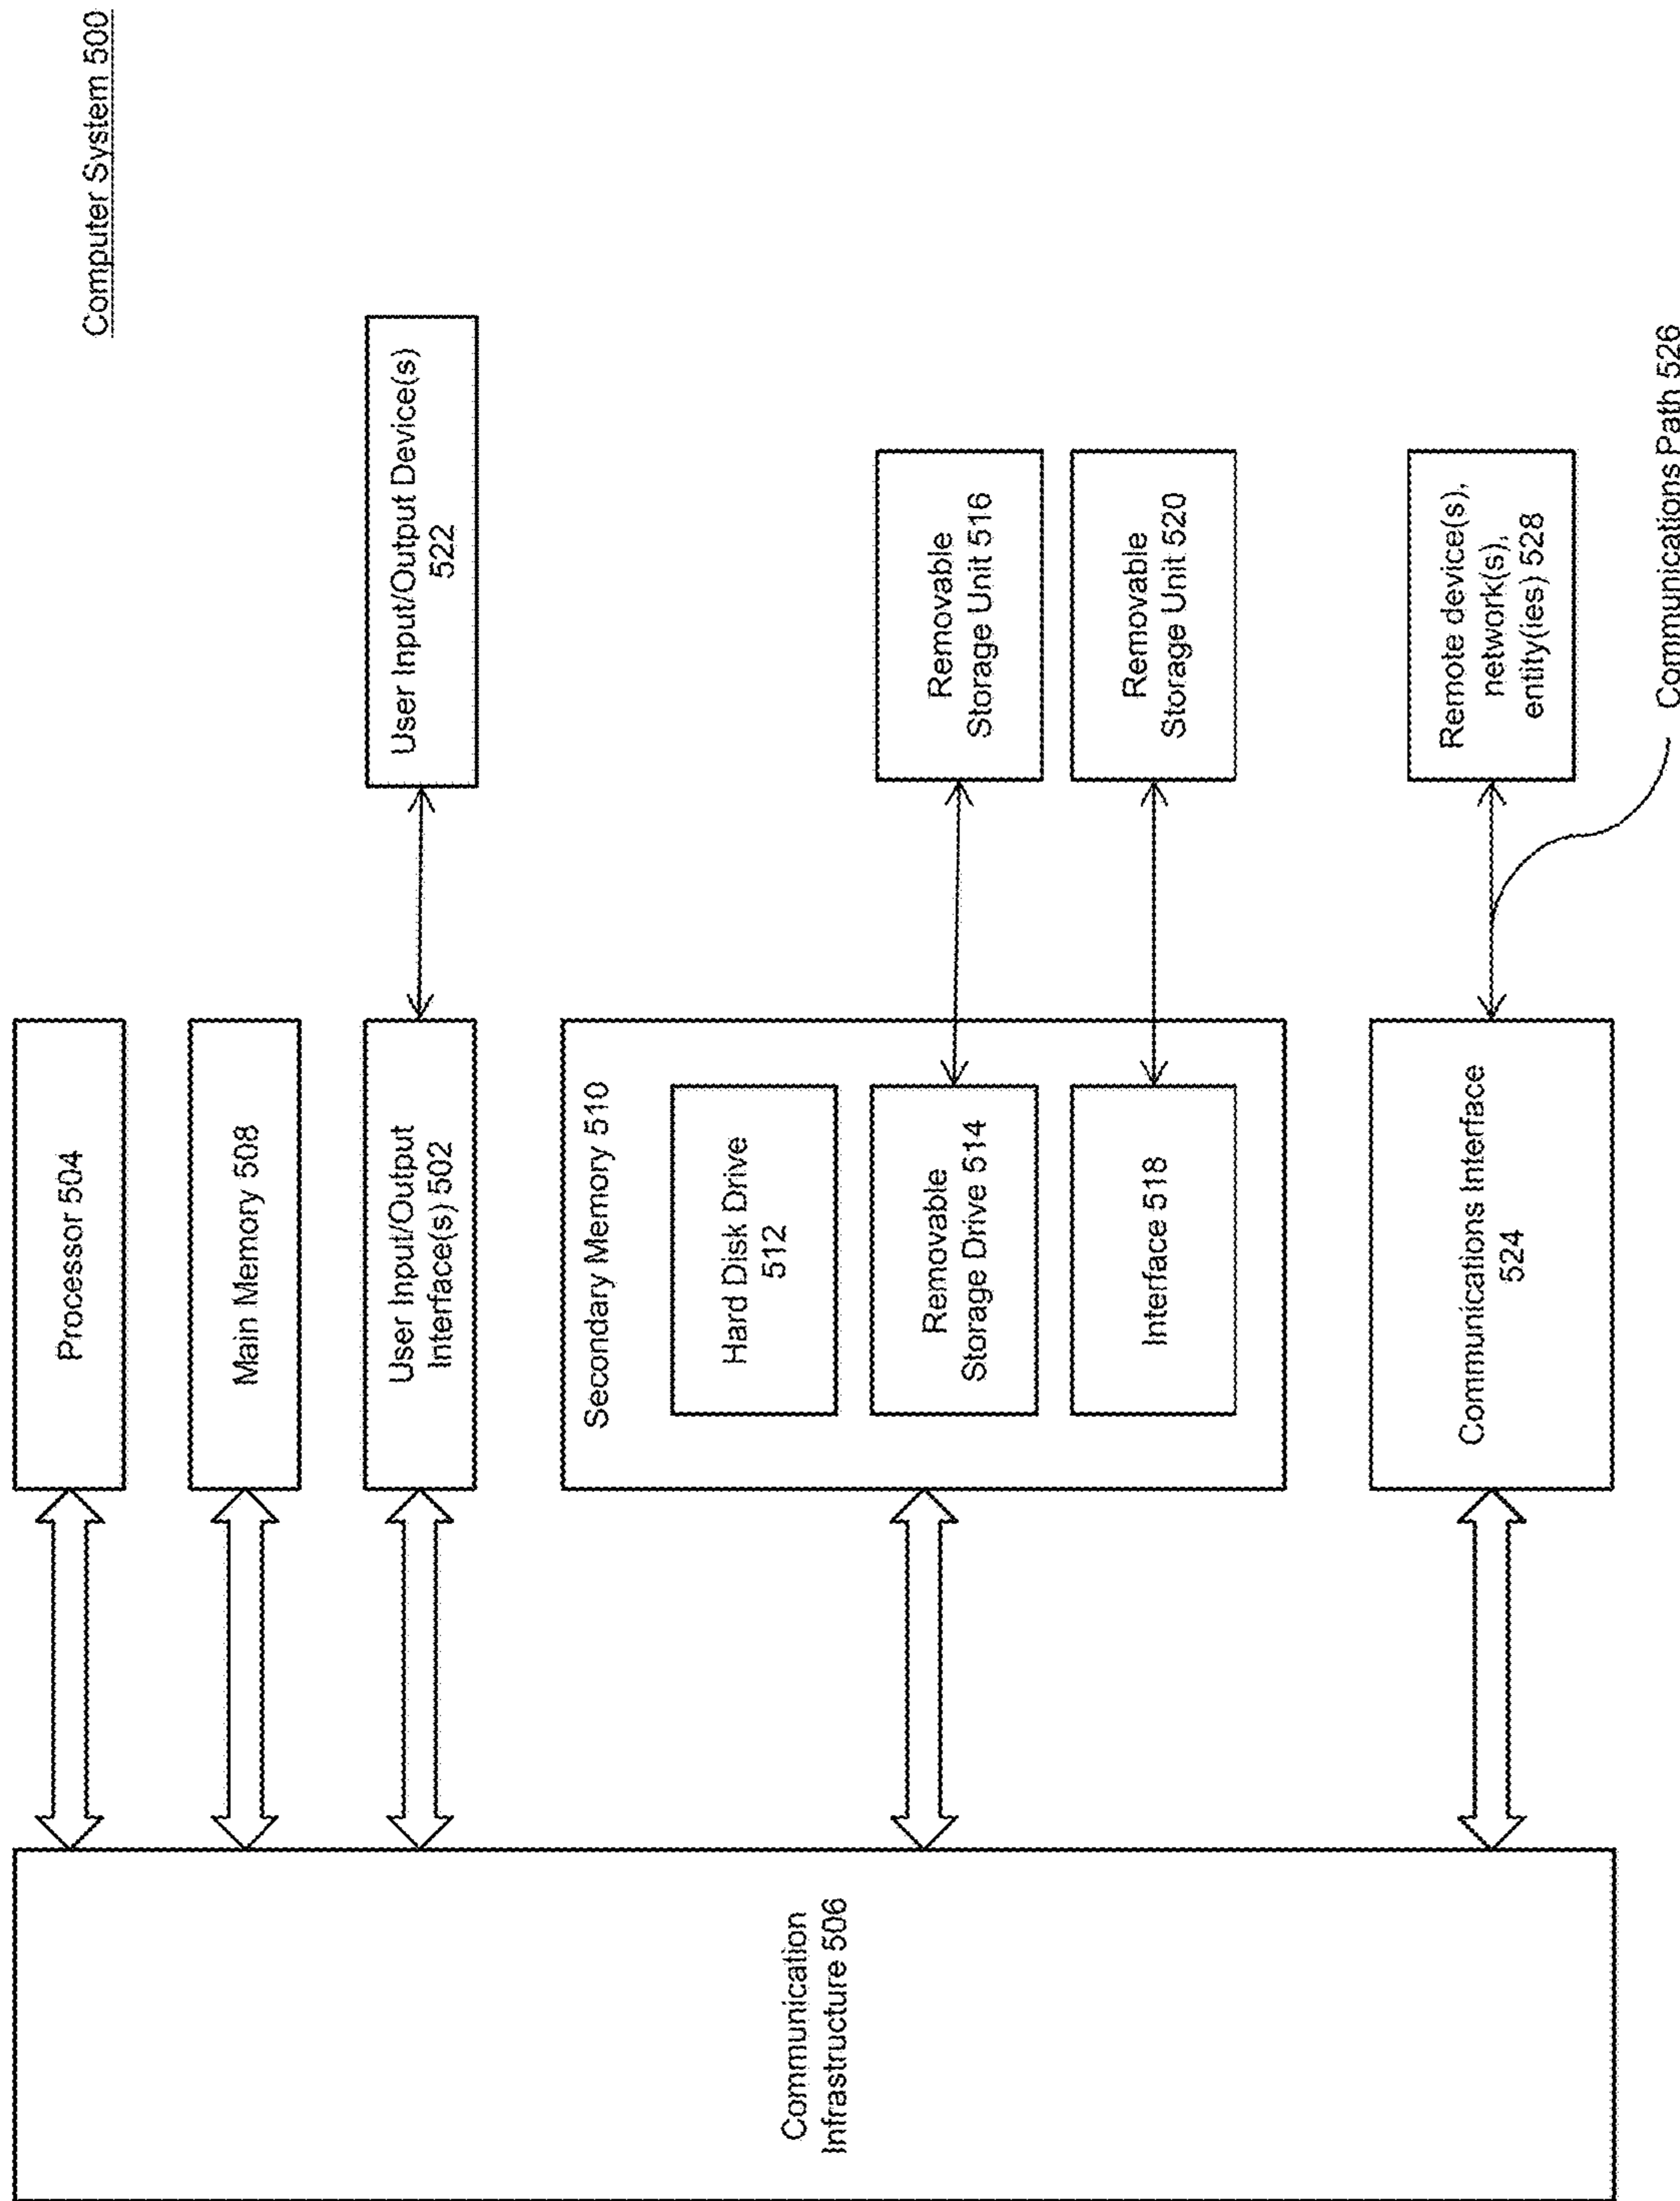 Computer System 500
Processor 504
Main Memory 508
User Input/Output
Interface(s) 502
User Input/Output Device(s)
522
Communication
Infrastructure 506
Secondary Memory 510
Hard Disk Drive
512
Removable
Storage Drive 514
Removable
Storage Unit 516
Interface 518
Removable
Storage Unit 520
Communications Interface
524
Remote device(s),
network(s),
entity(ies) 528
Communications Path 526